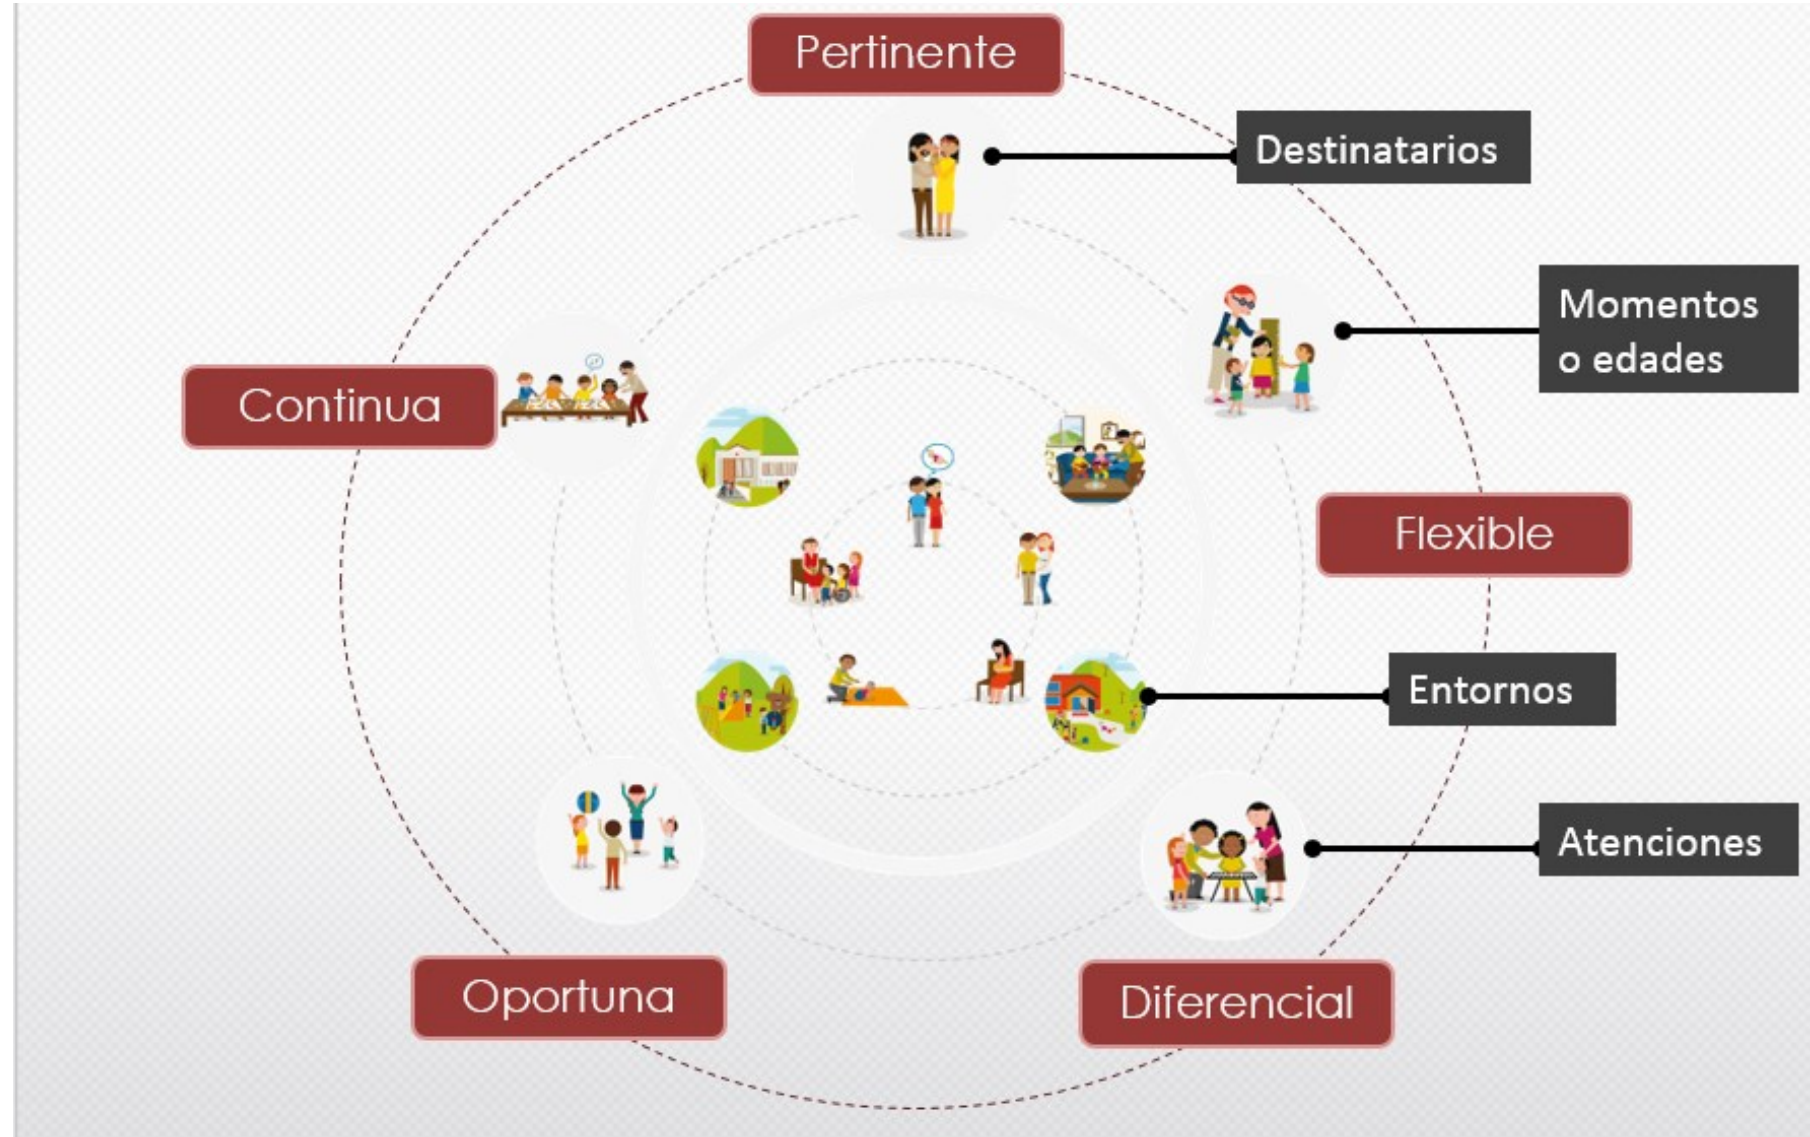 Pertinente
Destinatarios
Momentos
o edades
Continua
Flexible
Entornos
Atenciones
Oportuna
Diferencial